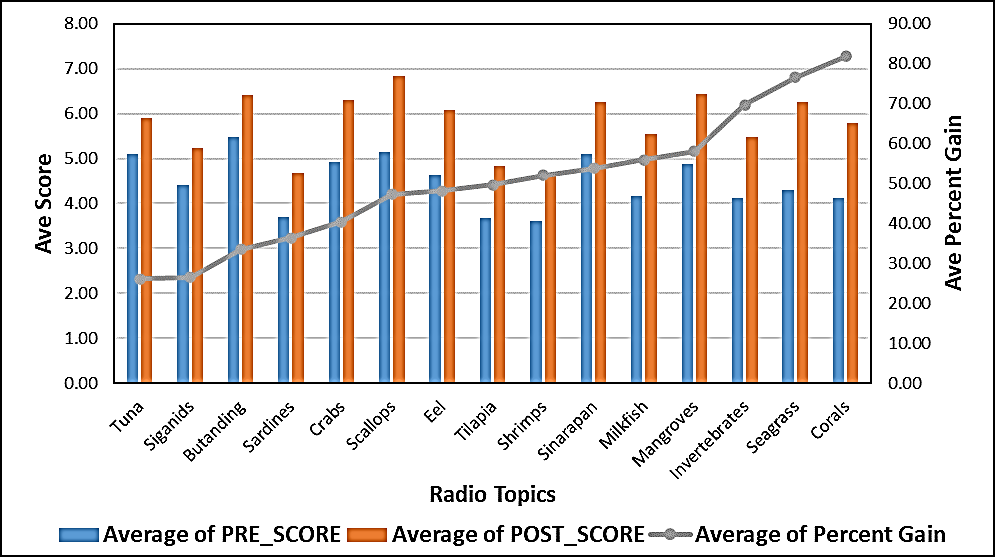 8.00
7.00
6.00
5.00
4.00
3.00
2.00
1.00
0.00
Ave Score
90.00
80.00
70.00
60.00
50.00
40.00
30.00
20.00
10.00
0.00
Ave Percent Gain
Tuna
Siganids
Butanding
Sardines
Crabs
Scallops
Eel
Tilapia
Shrimps
Sinarapan
Milkfish
Mangroves
Invertebrates
Seagrass
Corals
Radio Topics
Average of PRE_SCORE Average of POST_SCORE Average of Percent Gain